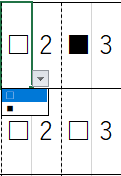 □ 2 ■ 3
□
■
□ 2 □ 3